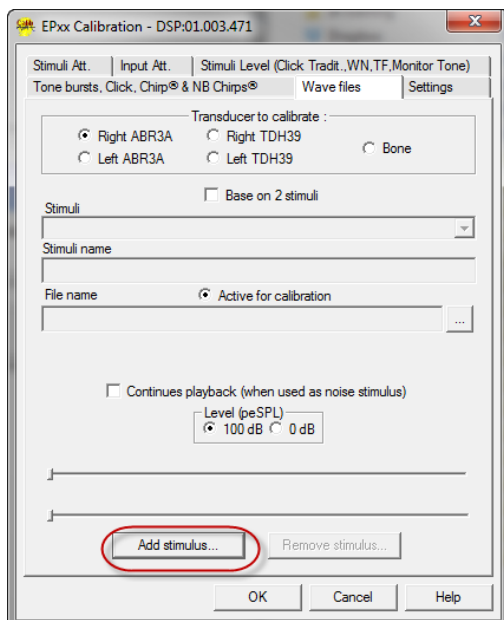 EPxx Calibration - DSP:01.003.471
Stimuli Att. Input Att. Stimuli Level (Click Tradit.,WN,TF,Monitor Tone)
Tone bursts, Click, Chirp® & NB Chirps® Wave files Settings
Transducer to calibrate :
Right ABR3A Right TDH39 Bone
Left ABR3A Left TDH39
Base on 2 stimuli
Stimuli
Stimuli name
File name Active for calibration
...
Continues playback (when used as noise stimulus)
Level (peSPL)
100 dB 0 dB
Add stimulus... Remove stimulus...
OK Cancel Help